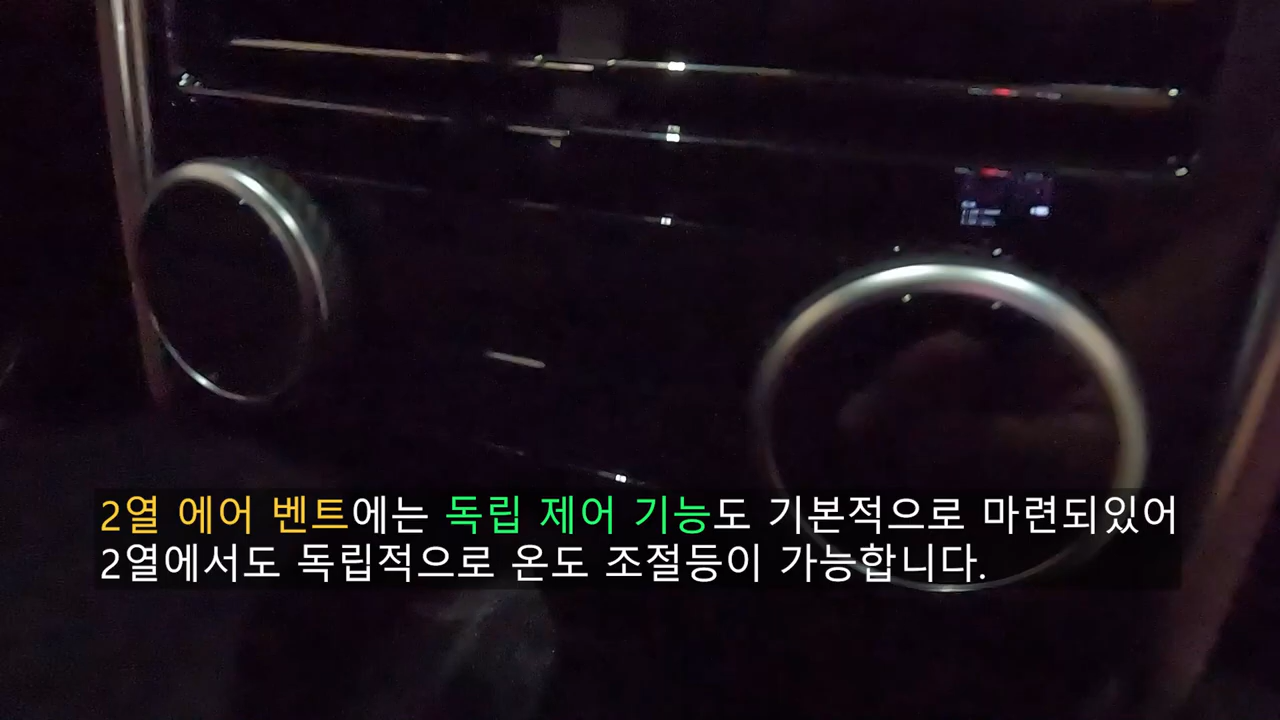 2열 에어 벤트에는 독립 제어 기능도 기본적으로 마련되있어
2열에서도 독립적으로 온도 조절등이 가능합니다.